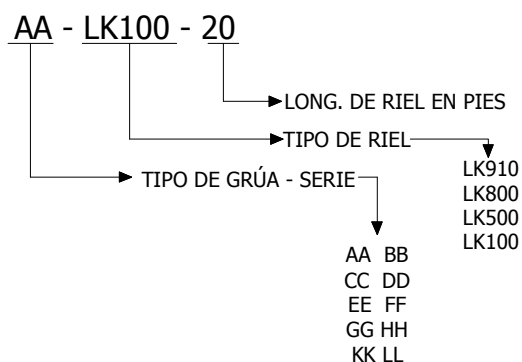 AA - LK100 - 20
LONG. DE RIEL EN PIES
TIPO DE RIEL
LK910
LK800
LK500
LK100
TIPO DE GRÚA - SERIE
AA BB
CC DD
EE FF
GG HH
KK LL